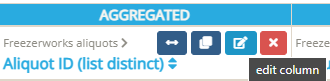 AGGREGATED
Freezerworks aliquots >
Aliquot ID (list distinct)
edit column